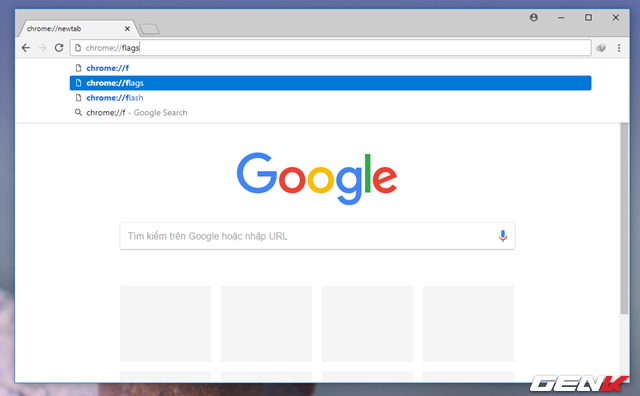 chrome://newtab
chrome://flags
chrome://f
chrome://flags
chrome://flash
chrome://f - Google Search
Google
Tìm kiếm trên Google hoặc nhập URL
GENK